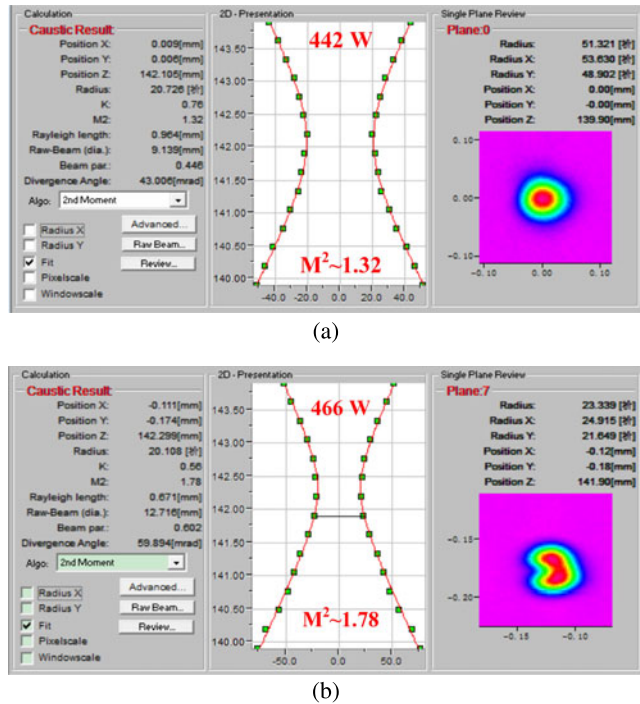 Calculation
Caustic Result:
Position X: 0.009[mm]
Position Y: 0.006[mm]
Position Z: 142.105[mm]
Radius: 20.726 [祄]
K: 0.76
M2: 1.32
Rayleigh length: 0.964[mm]
Raw-Beam (dia.): 9.139[mm]
Beam par.: 0.446
Divergence Angle: 43.006[mrad]
Algo: 2nd Moment
Radius X
Advanced...
Radius Y
Raw Beam...
Fit
Review...
Pixelscale
Windowscale
2D - Presentation
442 W
143.50
143.00
142.50
142.00
141.50
141.00
140.50
140.00
M²~1.32
-40.0 -20.0 0.0 20.0 40.0
Single Plane Review
Plane:0
Radius: 51.321 [祄]
Radius X: 53.630 [祄]
Radius Y: 48.902 [祄]
Position X: 0.00[mm]
Position Y: -0.00[mm]
Position Z: 139.90[mm]
0.10
0.00
-0.10
-0.10 0.00 0.10
(a)
Calculation
Caustic Result:
Position X: -0.111[mm]
Position Y: -0.174[mm]
Position Z: 142.299[mm]
Radius: 20.108 [祄]
K: 0.56
M2: 1.78
Rayleigh length: 0.671[mm]
Raw-Beam (dia.): 12.716[mm]
Beam par.: 0.602
Divergence Angle: 59.894[mrad]
Algo: 2nd Moment
Radius X
Advanced...
Radius Y
Raw Beam...
Fit
Review...
Pixelscale
Windowscale
2D - Presentation
466 W
143.50
143.00
142.50
142.00
141.50
141.00
140.50
140.00
M²~1.78
-50.0 0.0 50.0
Single Plane Review
Plane:7
Radius: 23.339 [祄]
Radius X: 24.915 [祄]
Radius Y: 21.649 [祄]
Position X: -0.12[mm]
Position Y: -0.18[mm]
Position Z: 141.90[mm]
-0.15
-0.20
-0.15 -0.10
(b)